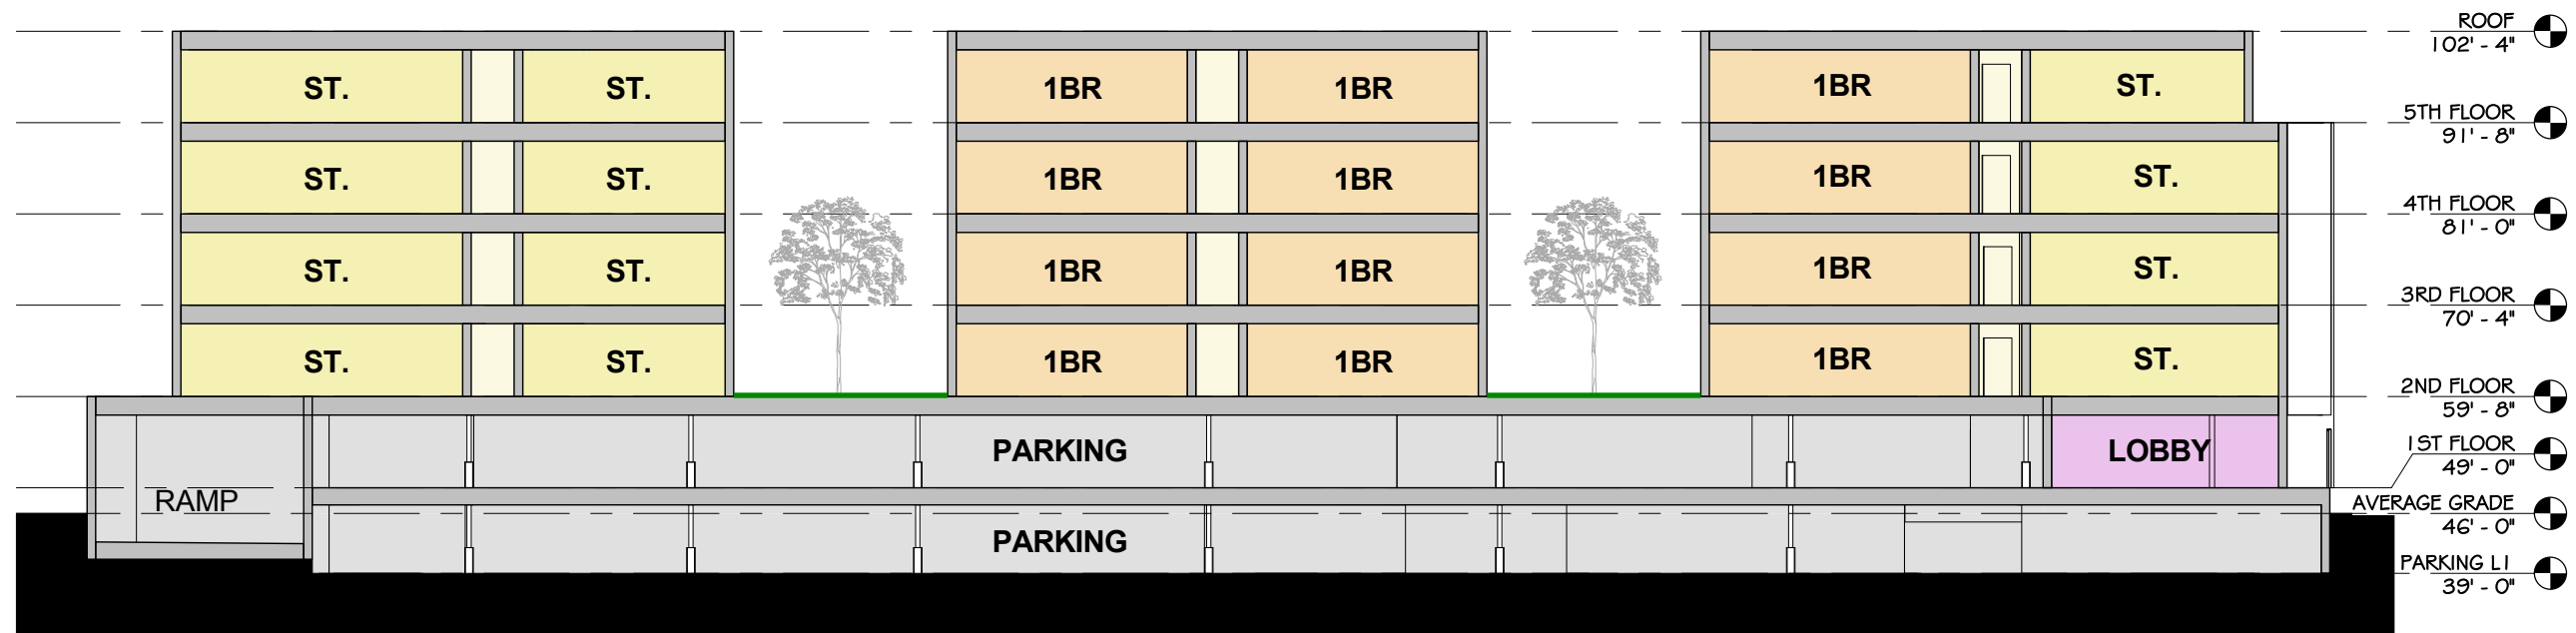 ROOF
102' - 4"
ST. ST. 1BR 1BR 1BR ST.
5TH FLOOR
91' - 8"
ST. ST. 1BR 1BR 1BR ST.
4TH FLOOR
81' - 0"
ST. ST. 1BR 1BR 1BR ST.
3RD FLOOR
70' - 4"
ST. ST. 1BR 1BR 1BR ST.
2ND FLOOR
59' - 8"
PARKING LOBBY
1ST FLOOR
49' - 0"
RAMP
AVERAGE GRADE
46' - 0"
PARKING
PARKING L1
39' - 0"